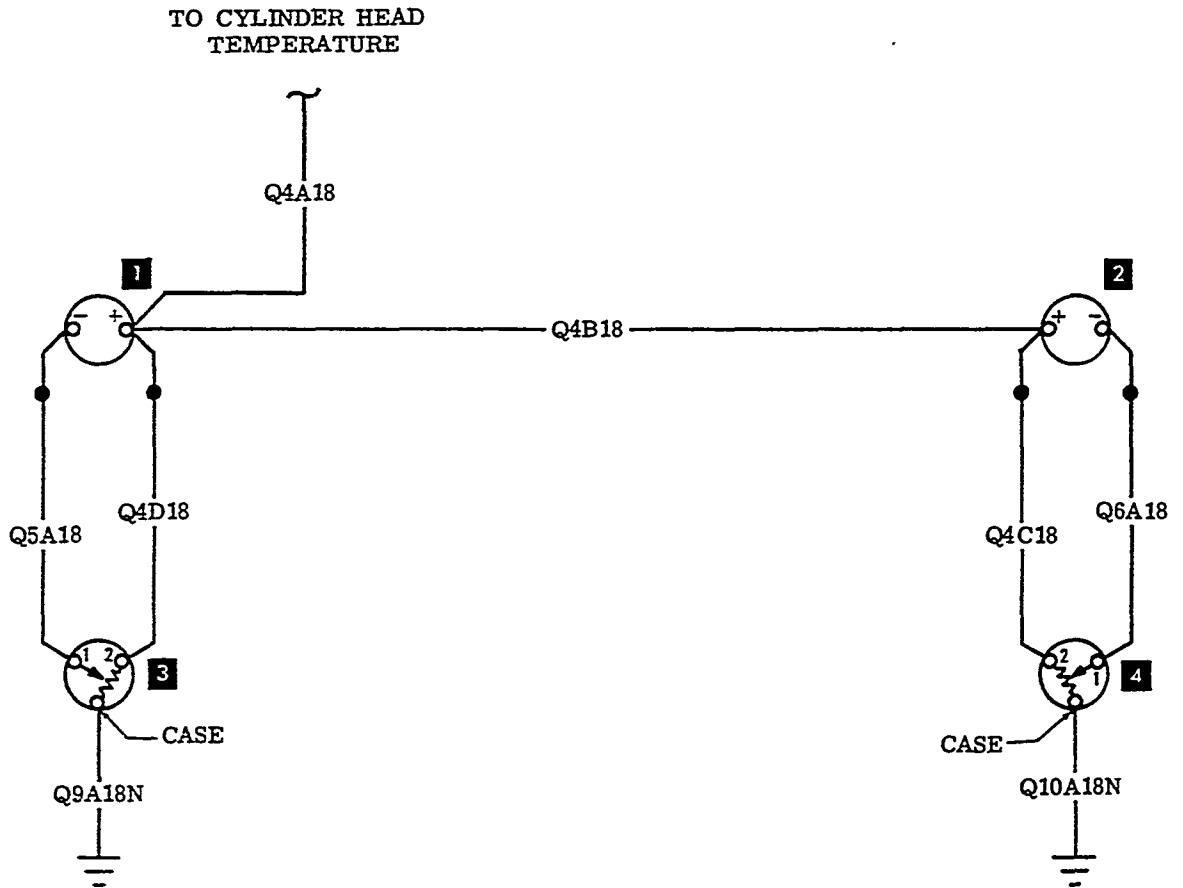 TO CYLINDER HEAD
TEMPERATURE
Q4A18
1
2
- +
Q4B18
+ -
Q5A18
Q4D18
Q4C18
Q6A18
1 2
3
2 1
4
CASE
CASE
Q9A18N
Q10A18N